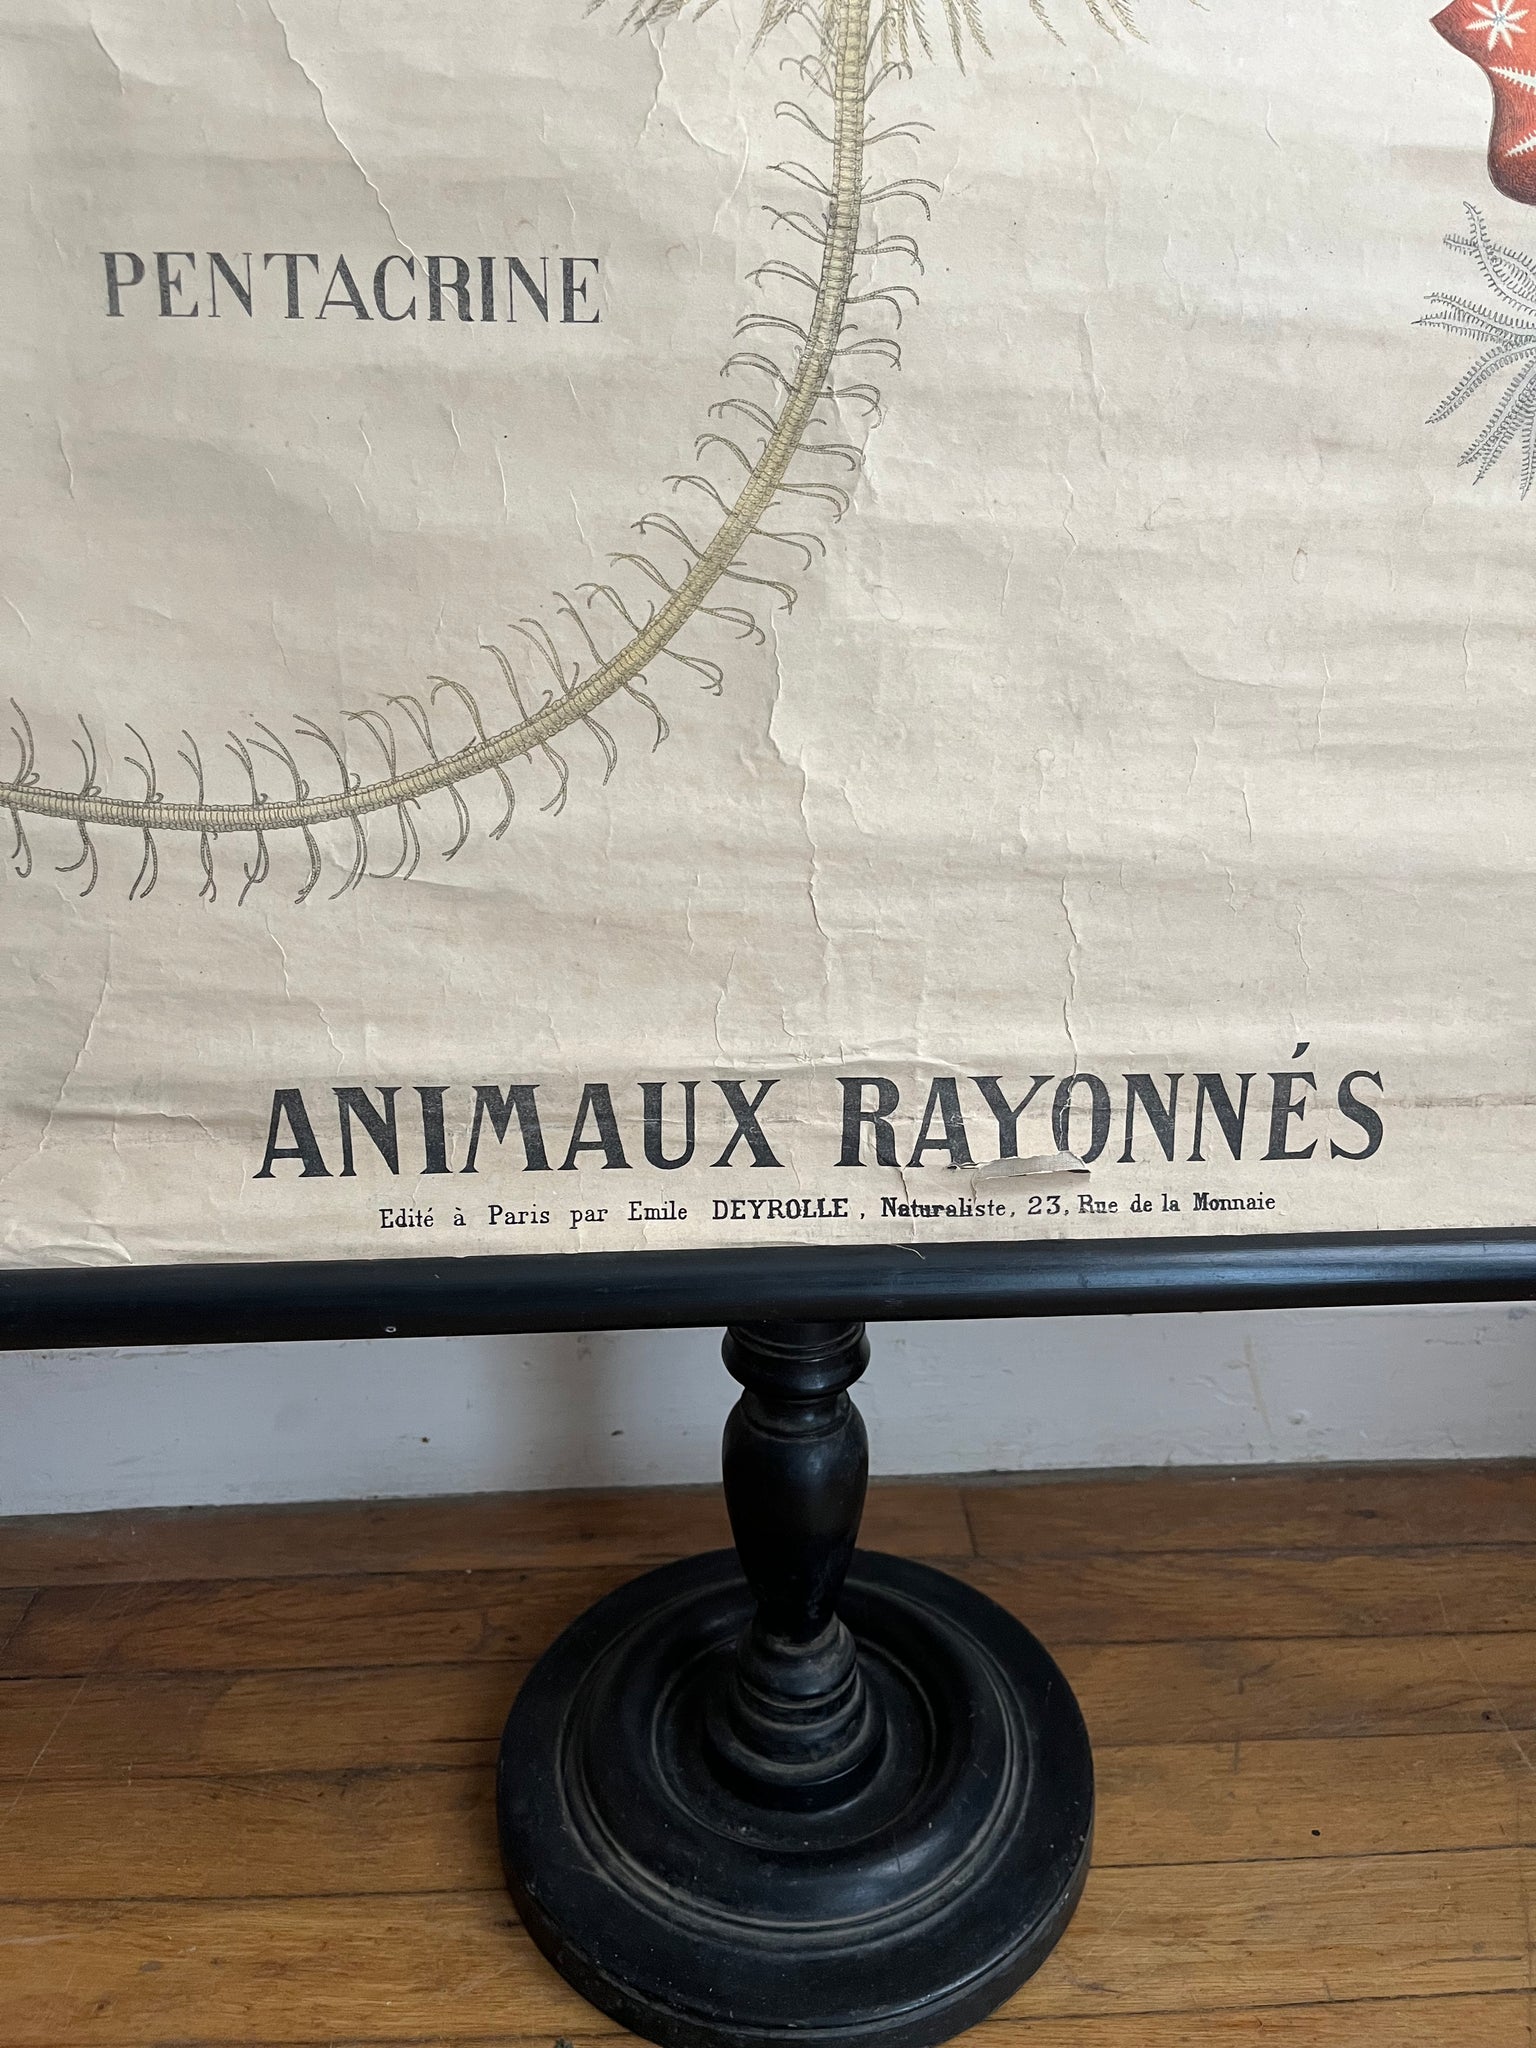 PENTACRINE
ANIMAUX RAYONNÉS
Edité à Paris par Emile DEYROLLE, Naturaliste, 23, Rue de la Monnaie